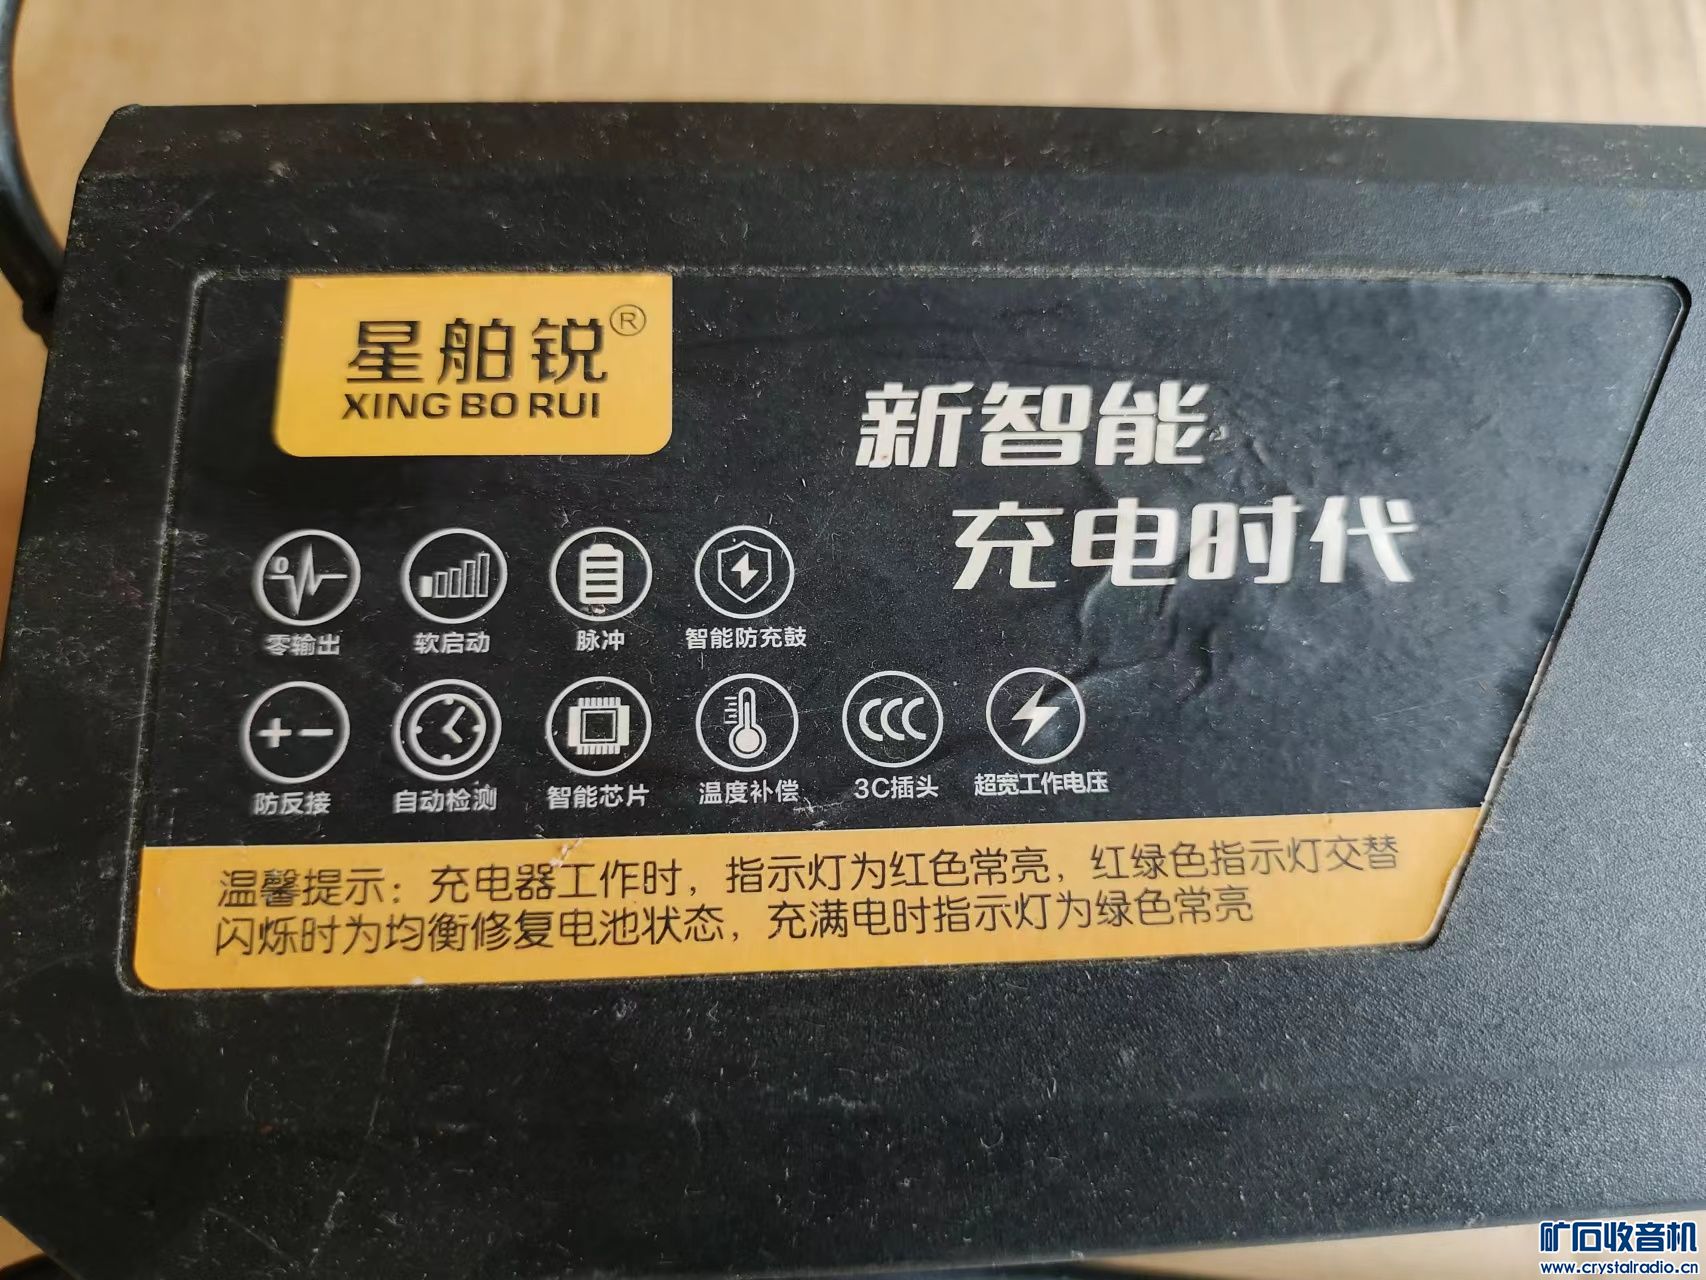 星舶锐®
XING BO RUI
新智能
充电时代
零输出 软启动 脉冲 智能防充鼓
防反接 自动检测 智能芯片 温度补偿 3C插头 超宽工作电压
温馨提示：充电器工作时，指示灯为红色常亮，红绿色指示灯交替
闪烁时为均衡修复电池状态，充满电时指示灯为绿色常亮
矿石收音机
www.crystalradio.cn